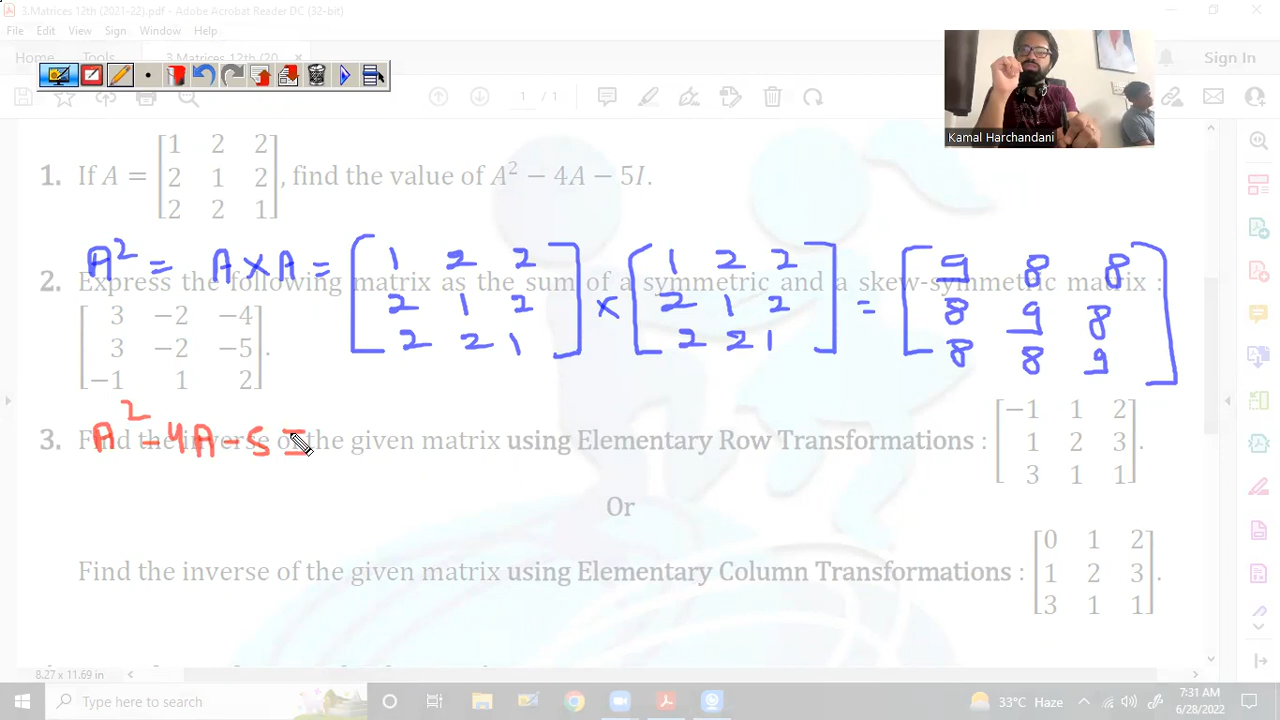 3.Matrices 12th (2021-22).pdf - Adobe Acrobat Reader DC (32-bit)
File Edit View Sign Window Help
Home Tools 3.Matrices 12th (20... Sign In
1 / 1
Kamal Harchandani
1. If A = [1 2 2; 2 1 2; 2 2 1], find the value of A² − 4A − 5I.
A² = A × A = [1 2 2; 2 1 2; 2 2 1] × [1 2 2; 2 1 2; 2 2 1] = [9 8 8; 8 9 8; 8 8 9]
2. Express the following matrix as the sum of a symmetric and a skew-symmetric matrix :
[3 −2 −4; 3 −2 −5; −1 1 2].
A² − 4A − 5I
3. Find the inverse of the given matrix using Elementary Row Transformations : [−1 1 2; 1 2 3; 3 1 1].
Or
Find the inverse of the given matrix using Elementary Column Transformations : [0 1 2; 1 2 3; 3 1 1].
8.27 x 11.69 in
Type here to search
33°C Haze
7:31 AM
6/28/2022